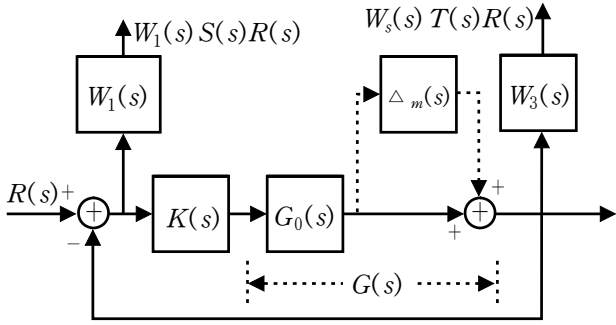 W₁(s) S(s)R(s)
Wₛ(s) T(s)R(s)
W₁(s)
△ₘ(s)
W₃(s)
R(s)
+
+
K(s)
G₀(s)
+
+
+
−
G(s)